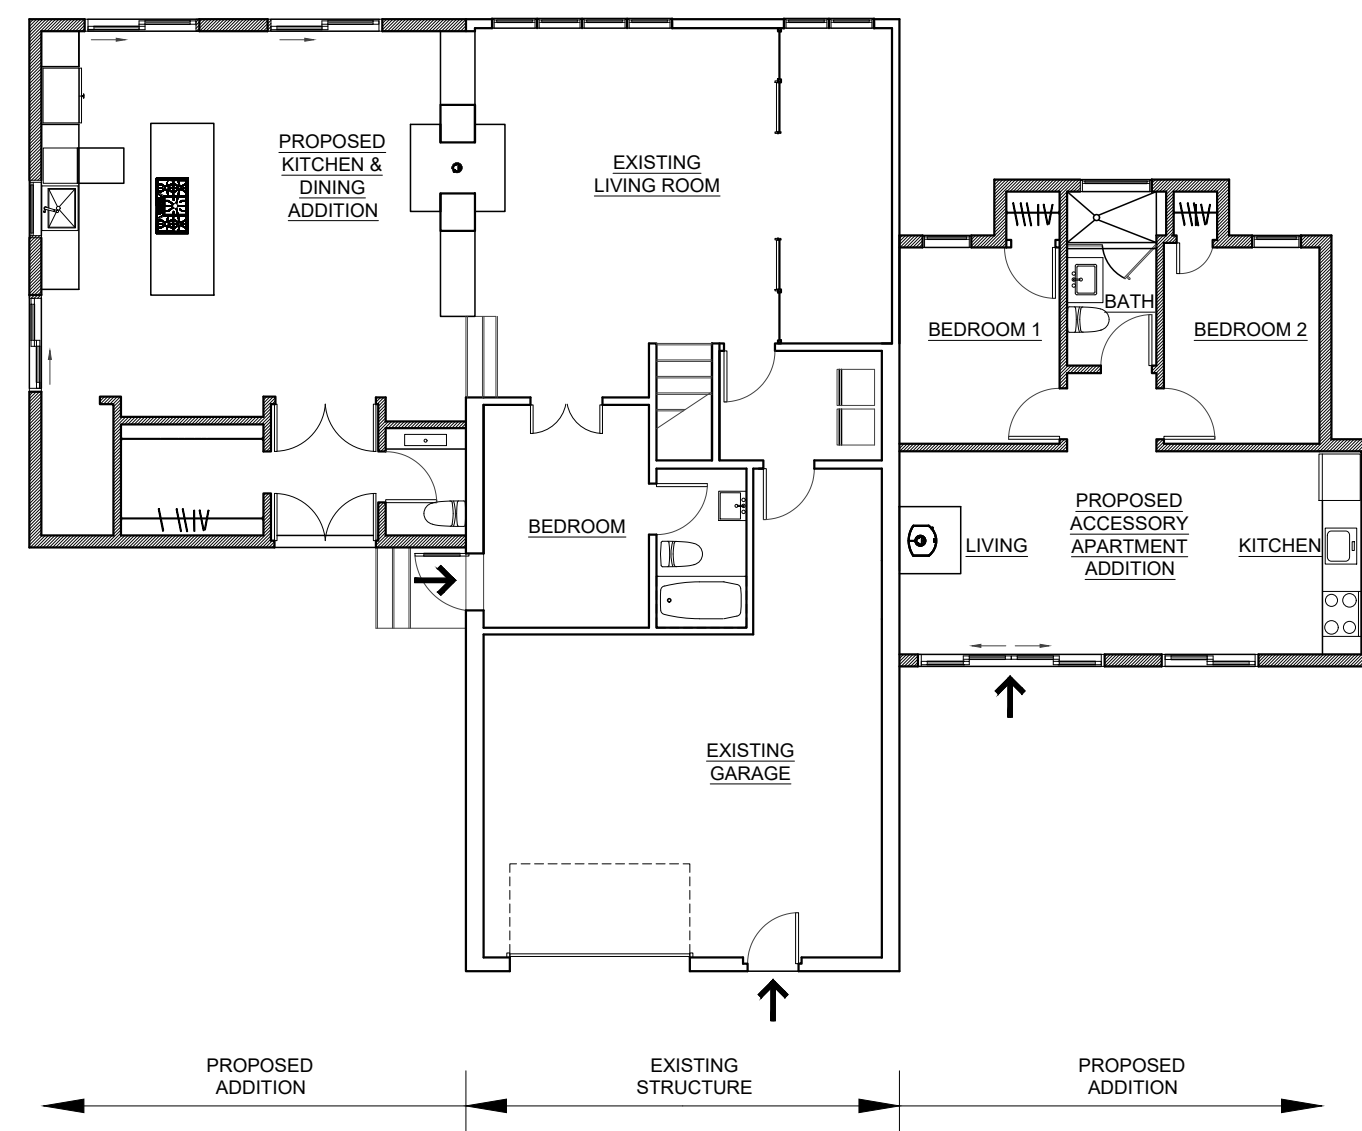 PROPOSED
KITCHEN &
DINING
ADDITION
EXISTING
LIVING ROOM
BEDROOM 1
BATH
BEDROOM 2
BEDROOM
LIVING
PROPOSED
ACCESSORY
APARTMENT
ADDITION
KITCHEN
EXISTING
GARAGE
PROPOSED
ADDITION
EXISTING
STRUCTURE
PROPOSED
ADDITION